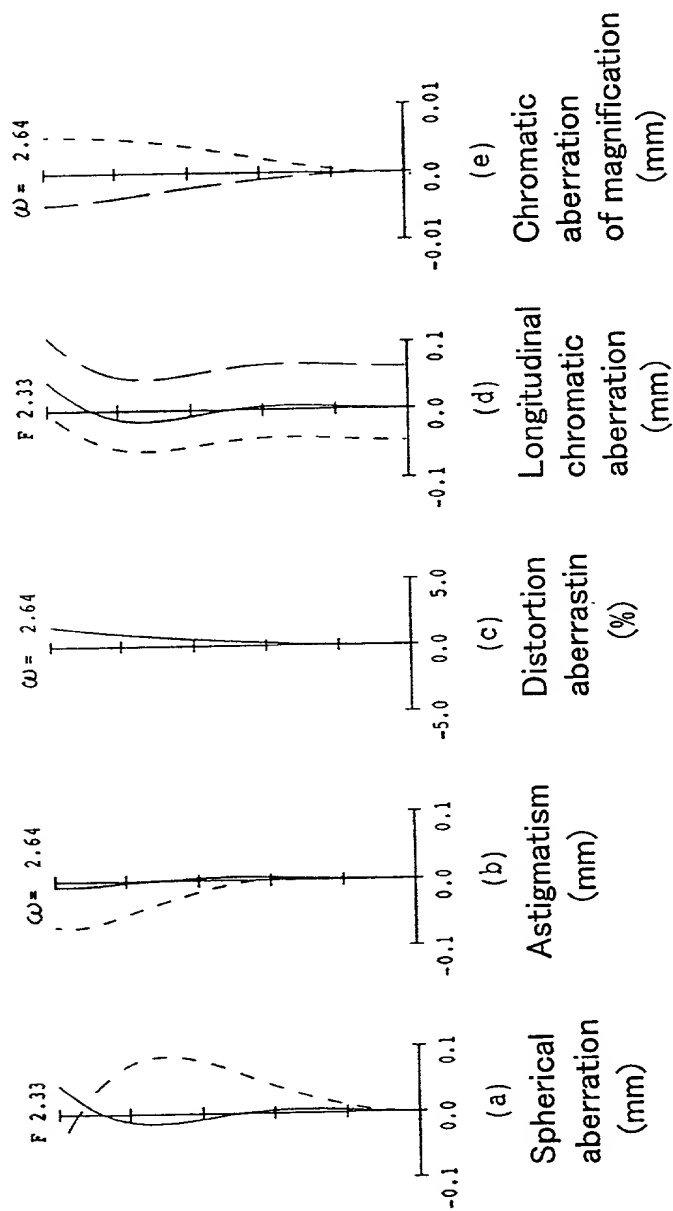 F 2.33
-0.1
0.0
0.1
(a)
Spherical
aberration
(mm)
ω= 2.64
-0.1
0.0
0.1
(b)
Astigmatism
(mm)
ω= 2.64
-5.0
0.0
5.0
(c)
Distortion
aberrastin
(%)
F 2.33
-0.1
0.0
0.1
(d)
Longitudinal
chromatic
aberration
(mm)
ω= 2.64
-0.01
0.0
0.01
(e)
Chromatic
aberration
of magnification
(mm)